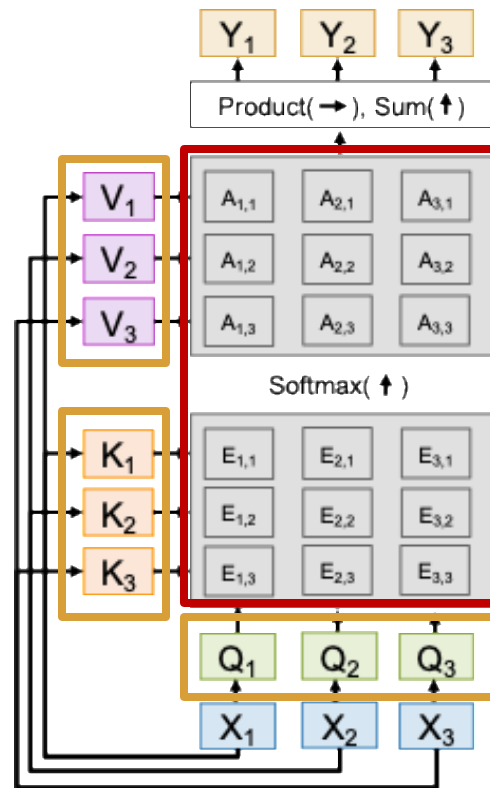 Y₁ Y₂ Y₃
Product(→), Sum(↑)
V₁ A₁,₁ A₂,₁ A₃,₁
V₂ A₁,₂ A₂,₂ A₃,₂
V₃ A₁,₃ A₂,₃ A₃,₃
Softmax(↑)
K₁ E₁,₁ E₂,₁ E₃,₁
K₂ E₁,₂ E₂,₂ E₃,₂
K₃ E₁,₃ E₂,₃ E₃,₃
Q₁ Q₂ Q₃
X₁ X₂ X₃